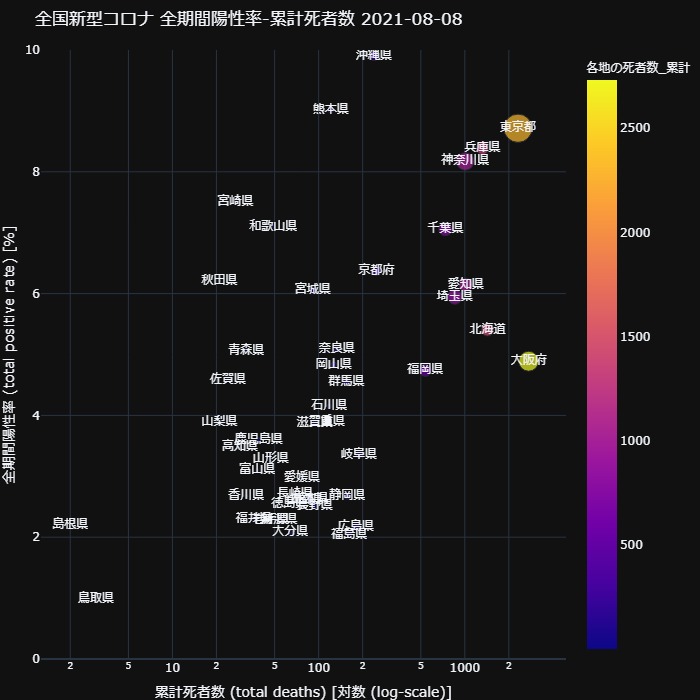 全国新型コロナ 全期間陽性率-累計死者数 2021-08-08
各地の死者数_累計
10
沖縄県
熊本県
東京都
2500
兵庫県
神奈川県
8
宮崎県
和歌山県
千葉県
2000
京都府
秋田県
宮城県
愛知県
6
埼玉県
北海道
1500
青森県
奈良県
大阪府
岡山県
福岡県
佐賀県
群馬県
石川県
4
山梨県
滋賀県
1000
鹿児島県
高知県
岐阜県
山形県
富山県
愛媛県
香川県
長崎県
静岡県
長野県
500
島根県
福井県
広島県
2
大分県
福島県
鳥取県
0
2
5
10
2
5
100
2
5
1000
2
全期間陽性率 (total positive rate) [%]
累計死者数 (total deaths) [対数 (log-scale)]